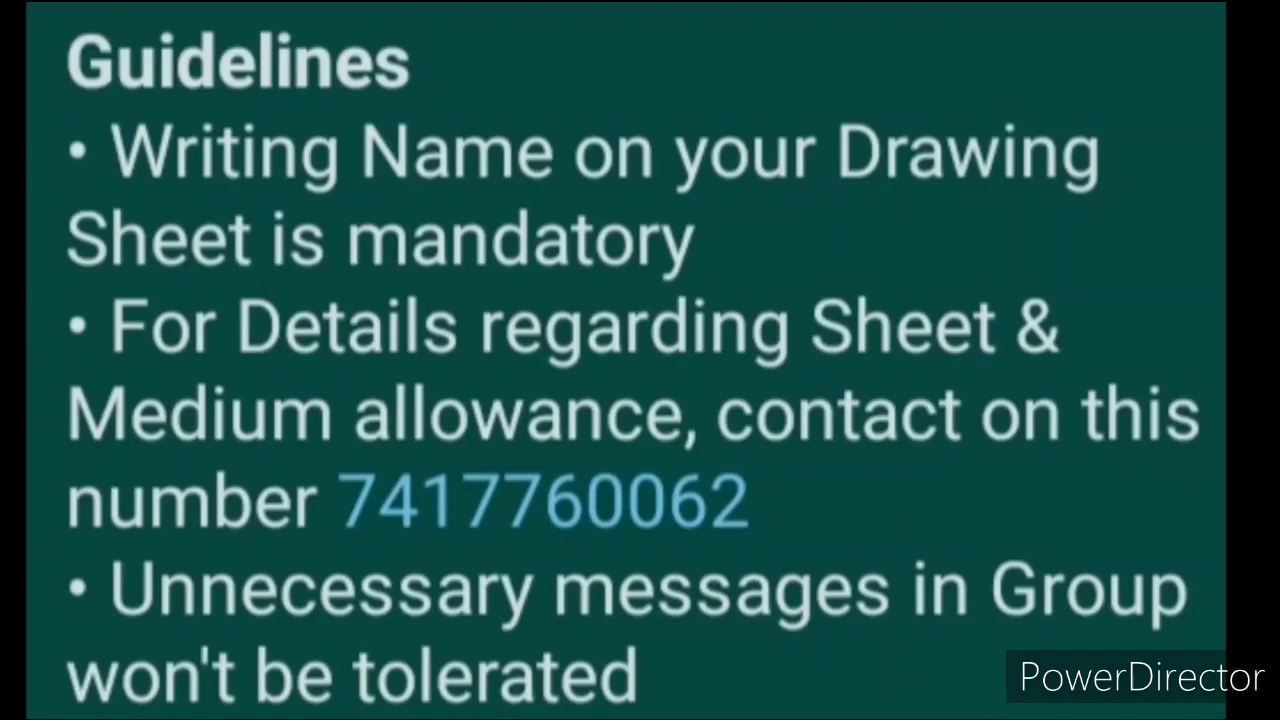 Guidelines
• Writing Name on your Drawing
Sheet is mandatory
• For Details regarding Sheet &
Medium allowance, contact on this
number 7417760062
• Unnecessary messages in Group
won't be tolerated
PowerDirector